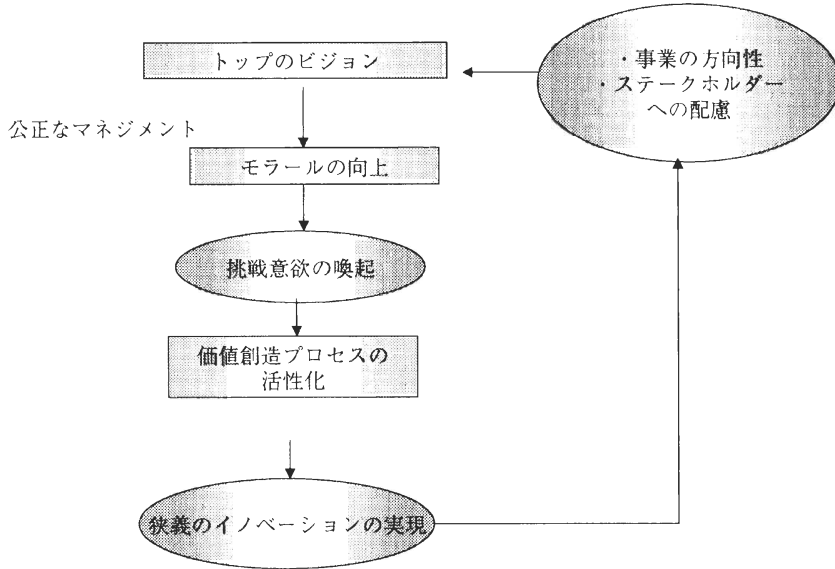 トップのビジョン
・事業の方向性
・ステークホルダー
への配慮
公正なマネジメント
モラールの向上
挑戦意欲の喚起
価値創造プロセスの
活性化
狭義のイノベーションの実現